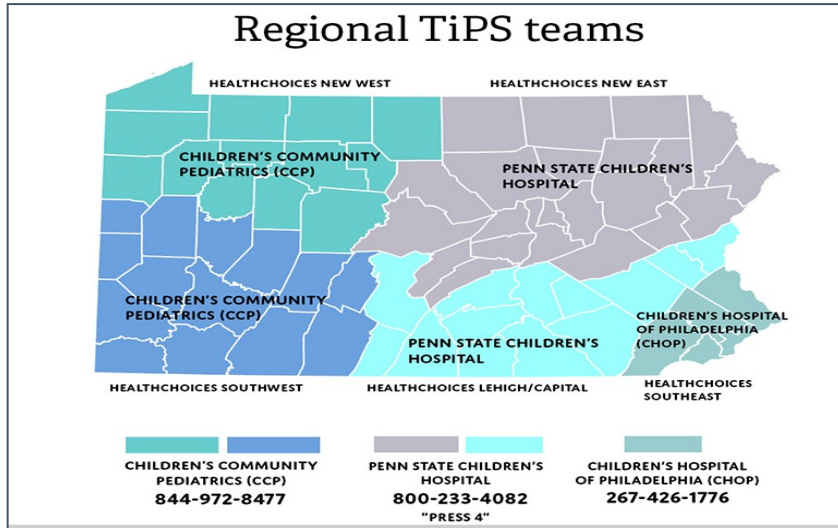 Regional TiPS teams
HEALTHCHOICES NEW WEST
HEALTHCHOICES NEW EAST
CHILDREN'S COMMUNITY
PEDIATRICS (CCP)
PENN STATE CHILDREN'S
HOSPITAL
CHILDREN'S COMMUNITY
PEDIATRICS (CCP)
PENN STATE CHILDREN'S
HOSPITAL
CHILDREN'S HOSPITAL
OF PHILADELPHIA
(CHOP)
HEALTHCHOICES SOUTHWEST
HEALTHCHOICES LEHIGH/CAPITAL
HEALTHCHOICES
SOUTHEAST
CHILDREN'S COMMUNITY
PEDIATRICS (CCP)
844-972-8477
PENN STATE CHILDREN'S
HOSPITAL
800-233-4082
"PRESS 4"
CHILDREN'S HOSPITAL
OF PHILADELPHIA (CHOP)
267-426-1776